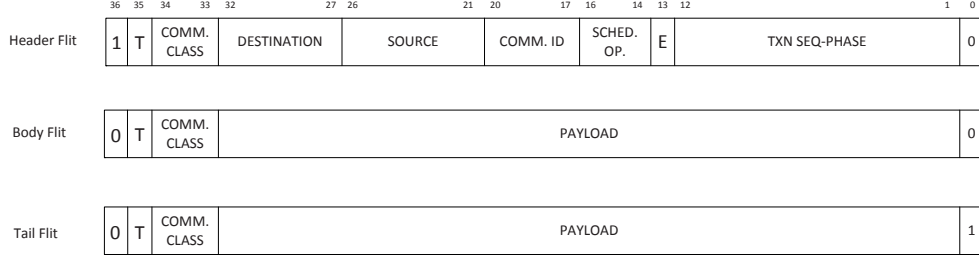 36 35 34 33 32 27 26 21 20 17 16 14 13 12 1 0
Header Flit 1 T COMM. CLASS DESTINATION SOURCE COMM. ID SCHED. OP. E TXN SEQ-PHASE 0
Body Flit 0 T COMM. CLASS PAYLOAD 0
Tail Flit 0 T COMM. CLASS PAYLOAD 1